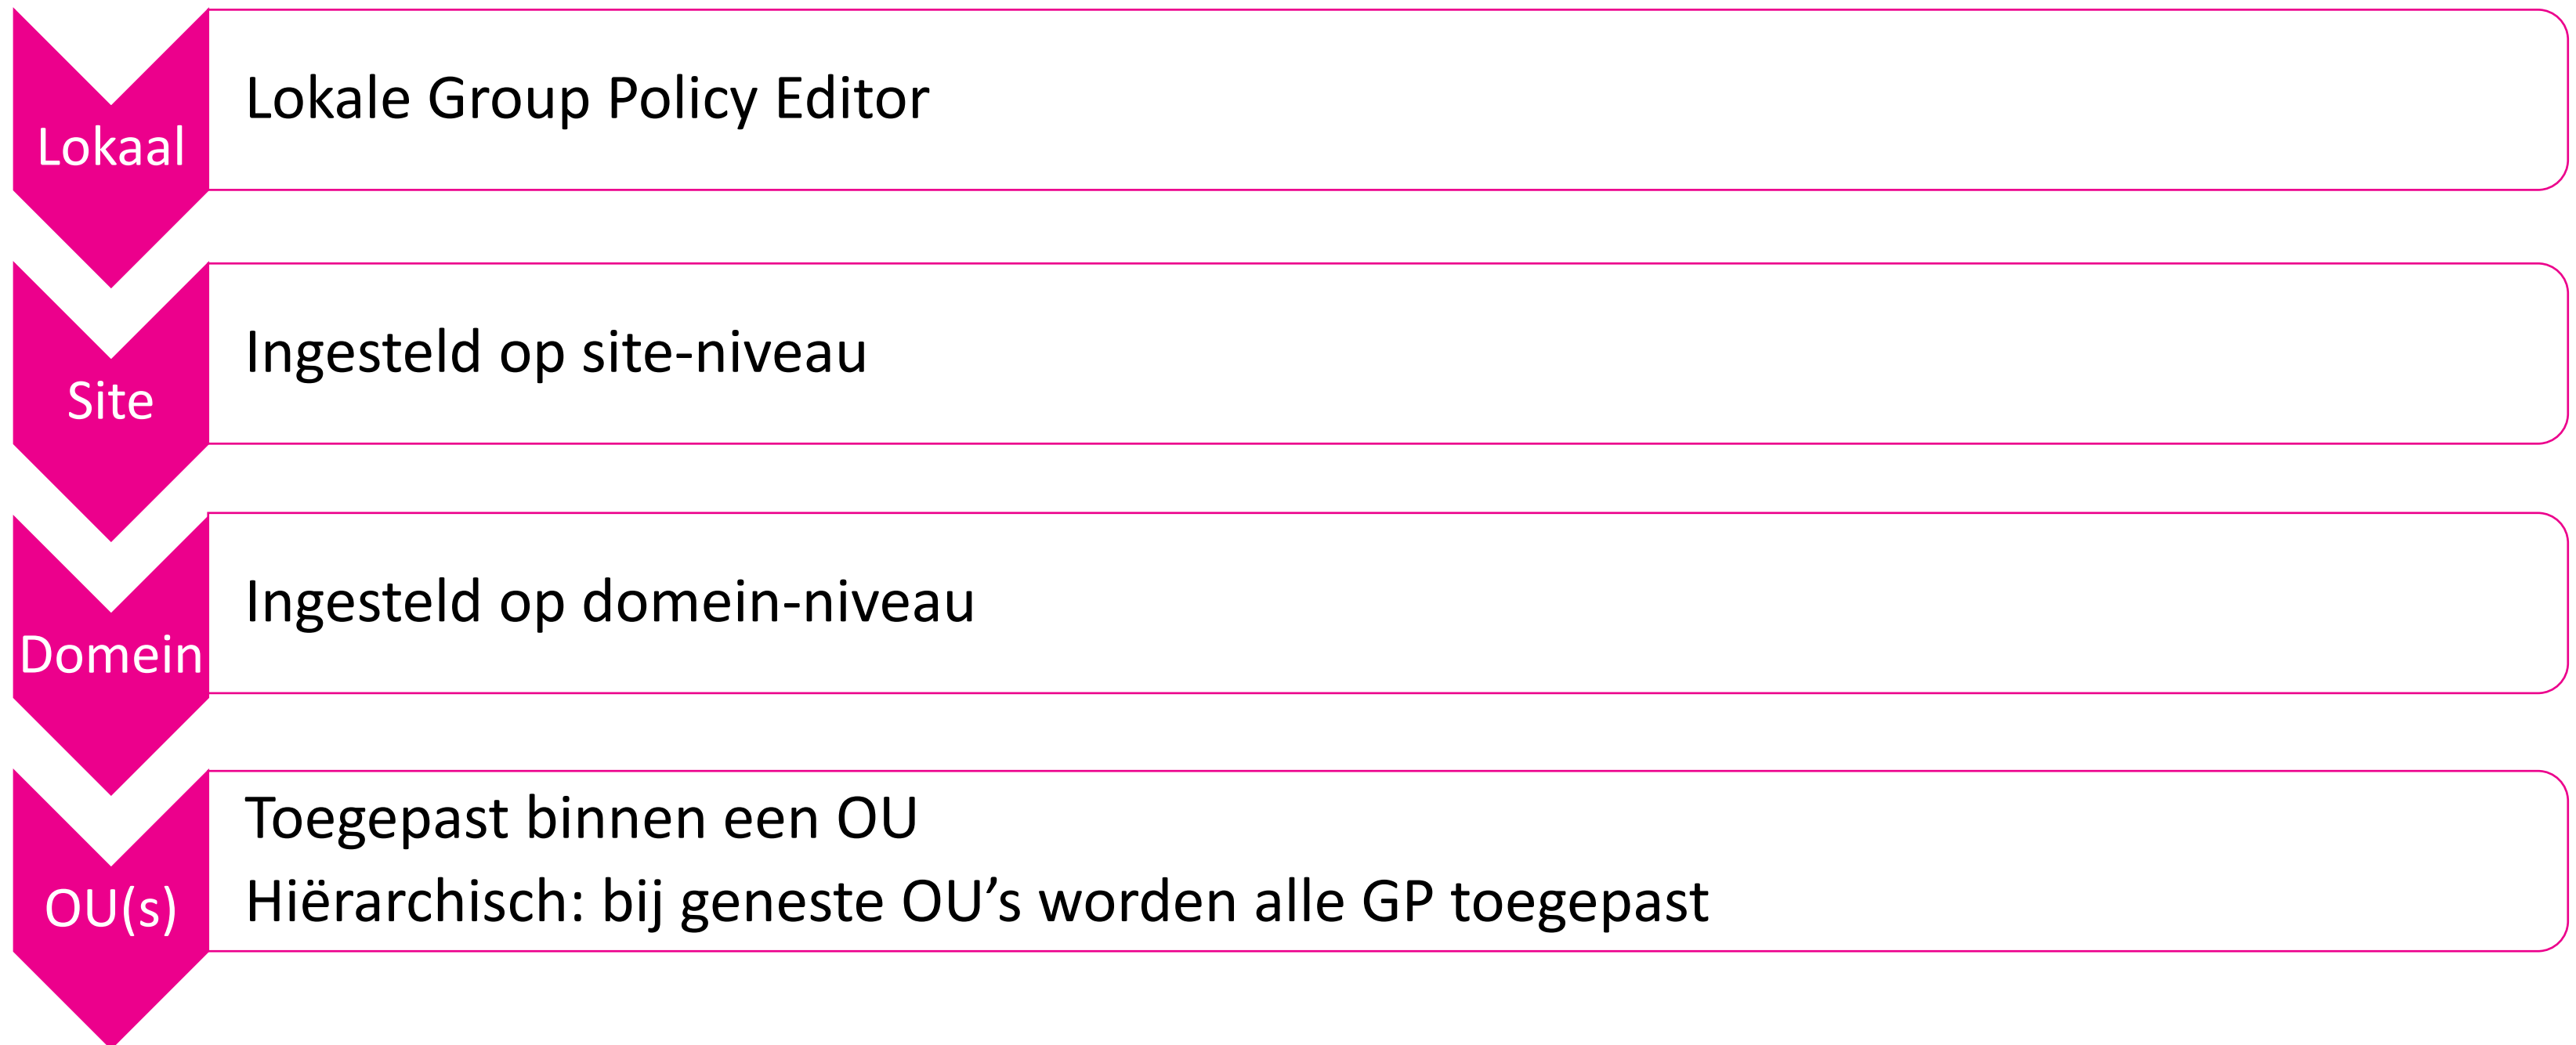 Lokaal
Lokale Group Policy Editor
Site
Ingesteld op site-niveau
Domein
Ingesteld op domein-niveau
OU(s)
Toegepast binnen een OU
Hiërarchisch: bij geneste OU’s worden alle GP toegepast